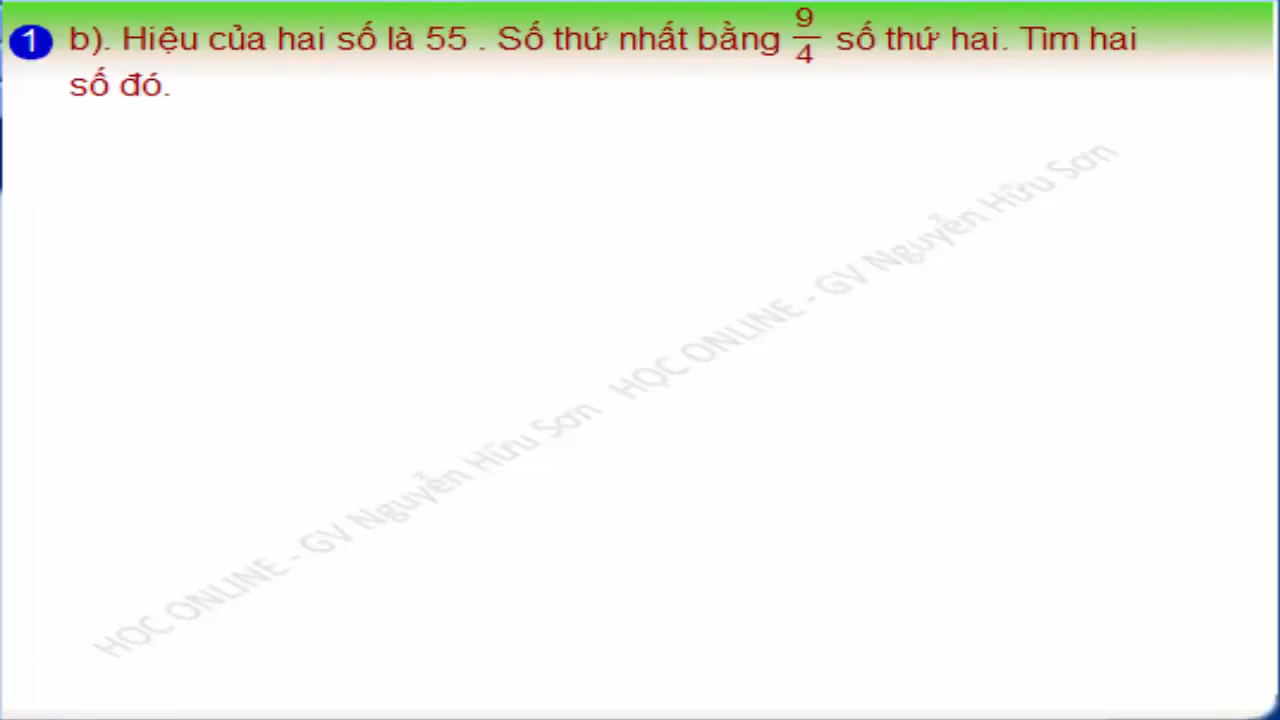 1 b). Hiệu của hai số là 55 . Số thứ nhất bằng 9/4 số thứ hai. Tìm hai
số đó.
HỌC ONLINE - GV Nguyễn Hữu Sơn HỌC ONLINE - GV Nguyễn Hữu Sơn